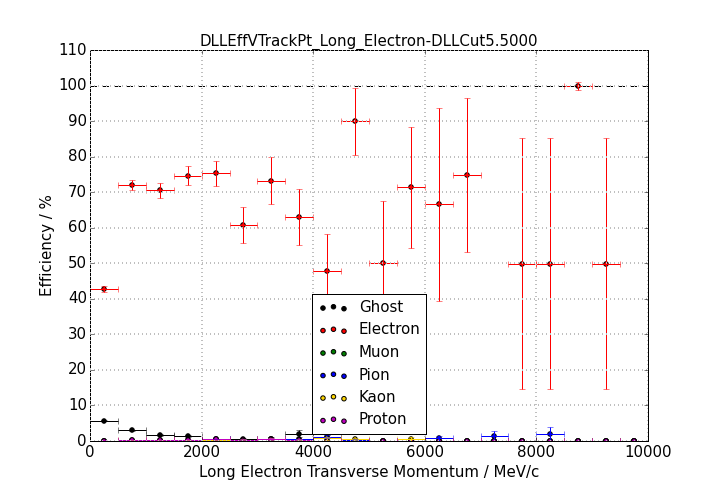 DLLEffVTrackPt_Long_Electron-DLLCut5.5000
110
100
90
80
70
60
50
40
30
20
10
0
Efficiency / %
Ghost
Electron
Muon
Pion
Kaon
Proton
0 2000 4000 6000 8000 10000
Long Electron Transverse Momentum / MeV/c